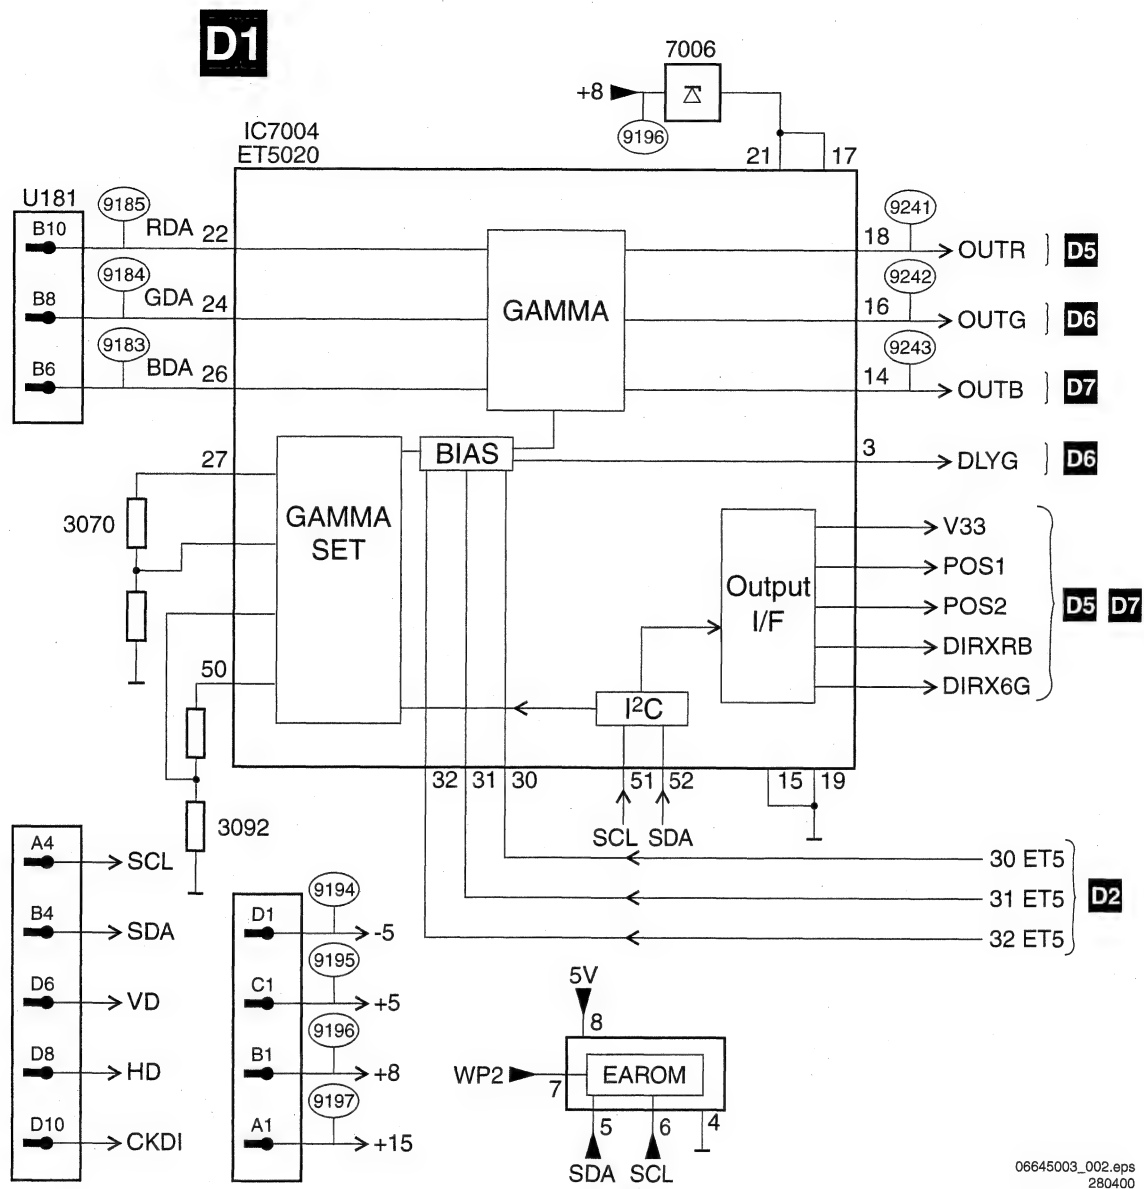 D1
7006
+8
9196
IC7004
ET5020
21
17
U181
B10
9185
RDA
22
18
9241
OUTR
D5
B8
9184
GDA
24
GAMMA
16
9242
OUTG
D6
B6
9183
BDA
26
14
9243
OUTB
D7
27
BIAS
3
DLYG
D6
3070
GAMMA
SET
Output
I/F
V33
POS1
POS2
DIRXRB
DIRX6G
D5
D7
50
I²C
32
31
30
51
52
15
19
3092
SCL
SDA
30 ET5
31 ET5
32 ET5
D2
A4
SCL
B4
SDA
D6
VD
D8
HD
D10
CKDI
D1
9194
-5
C1
9195
+5
B1
9196
+8
A1
9197
+15
5V
8
WP2
7
EAROM
5
6
4
SDA
SCL
06645003_002.eps
280400